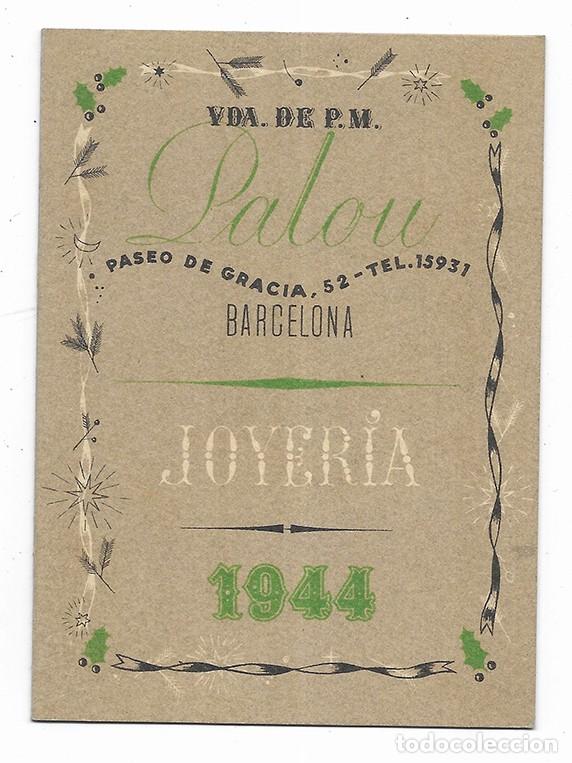 VDA. DE P.M.
Palou
PASEO DE GRACIA, 52 - TEL. 15931
BARCELONA
JOYERÍA
1944
todocoleccion